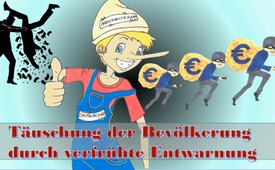 € € €
Täuschung der Bevölkerung
durch verfrühte Entwarnung